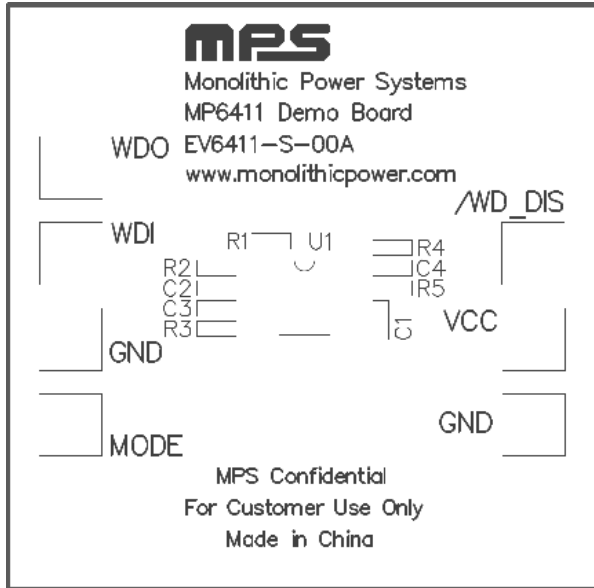 MPS
Monolithic Power Systems
MP6411 Demo Board
WDO EV6411-S-00A
www.monolithicpower.com
/WD_DIS
WDI
R1 U1
R4
R2
C4
C2
R5
C3
R3
C1
VCC
GND
GND
MODE
MPS Confidential
For Customer Use Only
Made in China